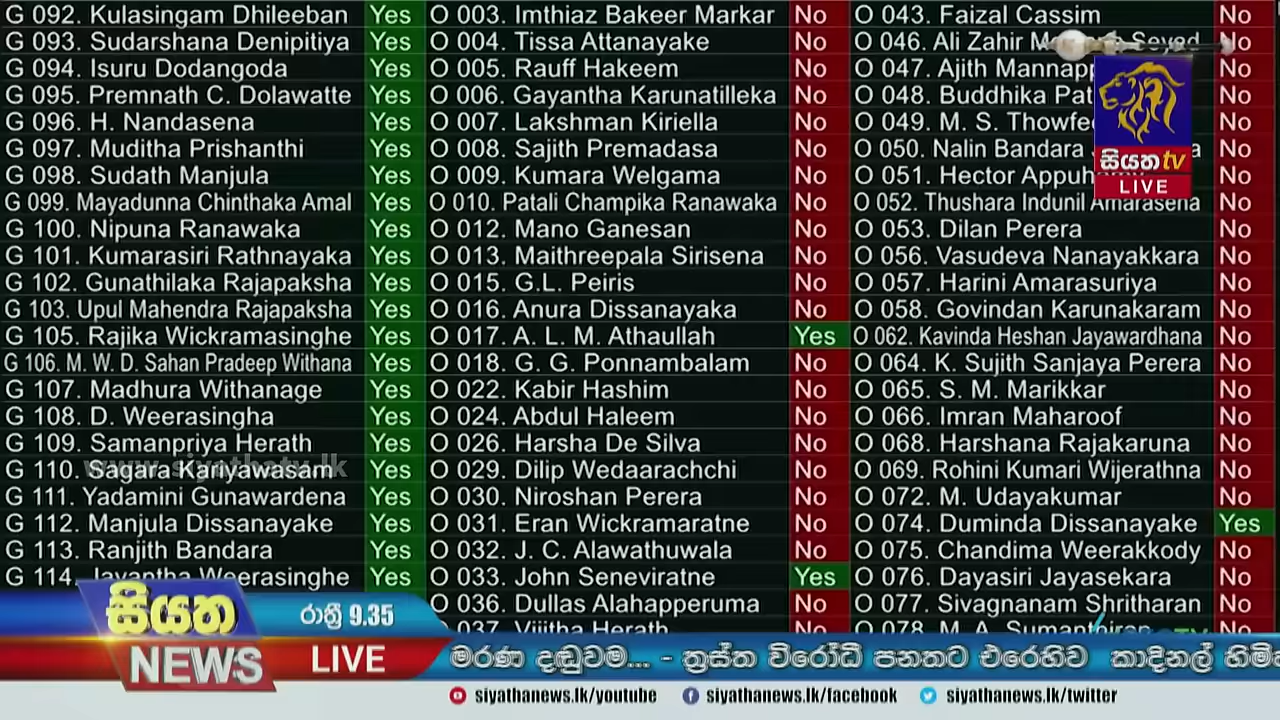 G 092. Kulasingam Dhileeban Yes O 003. Imthiaz Bakeer Markar No O 043. Faizal Cassim No
G 093. Sudarshana Denipitiya Yes O 004. Tissa Attanayake No O 046. Ali Zahir Seyed No
G 094. Isuru Dodangoda Yes O 005. Rauff Hakeem No O 047. Ajith No
G 095. Premnath C. Dolawatte Yes O 006. Gayantha Karunatilleka No O 048. Buddhika No
G 096. H. Nandasena Yes O 007. Lakshman Kiriella No O 049. M. S. No
G 097. Muditha Prishanthi Yes O 008. Sajith Premadasa No O 050. Nalin Bandara No
G 098. Sudath Manjula Yes O 009. Kumara Welgama No O 051. Hector No
G 099. Mayadunna Chinthaka Amal Yes O 010. Patali Champika Ranawaka No O 052. Thushara Indunil Amarasena No
G 100. Nipuna Ranawaka Yes O 012. Mano Ganesan No O 053. Dilan Perera No
G 101. Kumarasiri Rathnayaka Yes O 013. Maithreepala Sirisena No O 056. Vasudeva Nanayakkara No
G 102. Gunathilaka Rajapaksha Yes O 015. G.L. Peiris No O 057. Harini Amarasuriya No
G 103. Upul Mahendra Rajapaksha Yes O 016. Anura Dissanayaka No O 058. Govindan Karunakaram No
G 105. Rajika Wickramasinghe Yes O 017. A. L. M. Athaullah Yes O 062. Kavinda Heshan Jayawardhana No
G 106. M. W. D. Sahan Pradeep Withana Yes O 018. G. G. Ponnambalam No O 064. K. Sujith Sanjaya Perera No
G 107. Madhura Withanage Yes O 022. Kabir Hashim No O 065. S. M. Marikkar No
G 108. D. Weerasingha Yes O 024. Abdul Haleem No O 066. Imran Maharoof No
G 109. Samanpriya Herath Yes O 026. Harsha De Silva No O 068. Harshana Rajakaruna No
G 110. Sagara Kariyawasam Yes O 029. Dilip Wedaarachchi No O 069. Rohini Kumari Wijerathna No
G 111. Yadamini Gunawardena Yes O 030. Niroshan Perera No O 072. M. Udayakumar No
G 112. Manjula Dissanayake Yes O 031. Eran Wickramaratne No O 074. Duminda Dissanayake Yes
G 113. Ranjith Bandara Yes O 032. J. C. Alawathuwala No O 075. Chandima Weerakkody No
G 114. Jayantha Weerasinghe Yes O 033. John Seneviratne Yes O 076. Dayasiri Jayasekara No
O 036. Dullas Alahapperuma No O 077. Sivagnanam Shritharan No
O 037. Vijitha Herath No O 078. M. A. Sumanthiran No
සියත tv
LIVE
www.siyathatv.lk
සියත
රාත්‍රී 9.35
NEWS LIVE
මරණ දඬුවම... - ත්‍රස්ත විරෝධී පනතට එරෙහිව කාදිනල් හිමි
siyathanews.lk/youtube siyathanews.lk/facebook siyathanews.lk/twitter